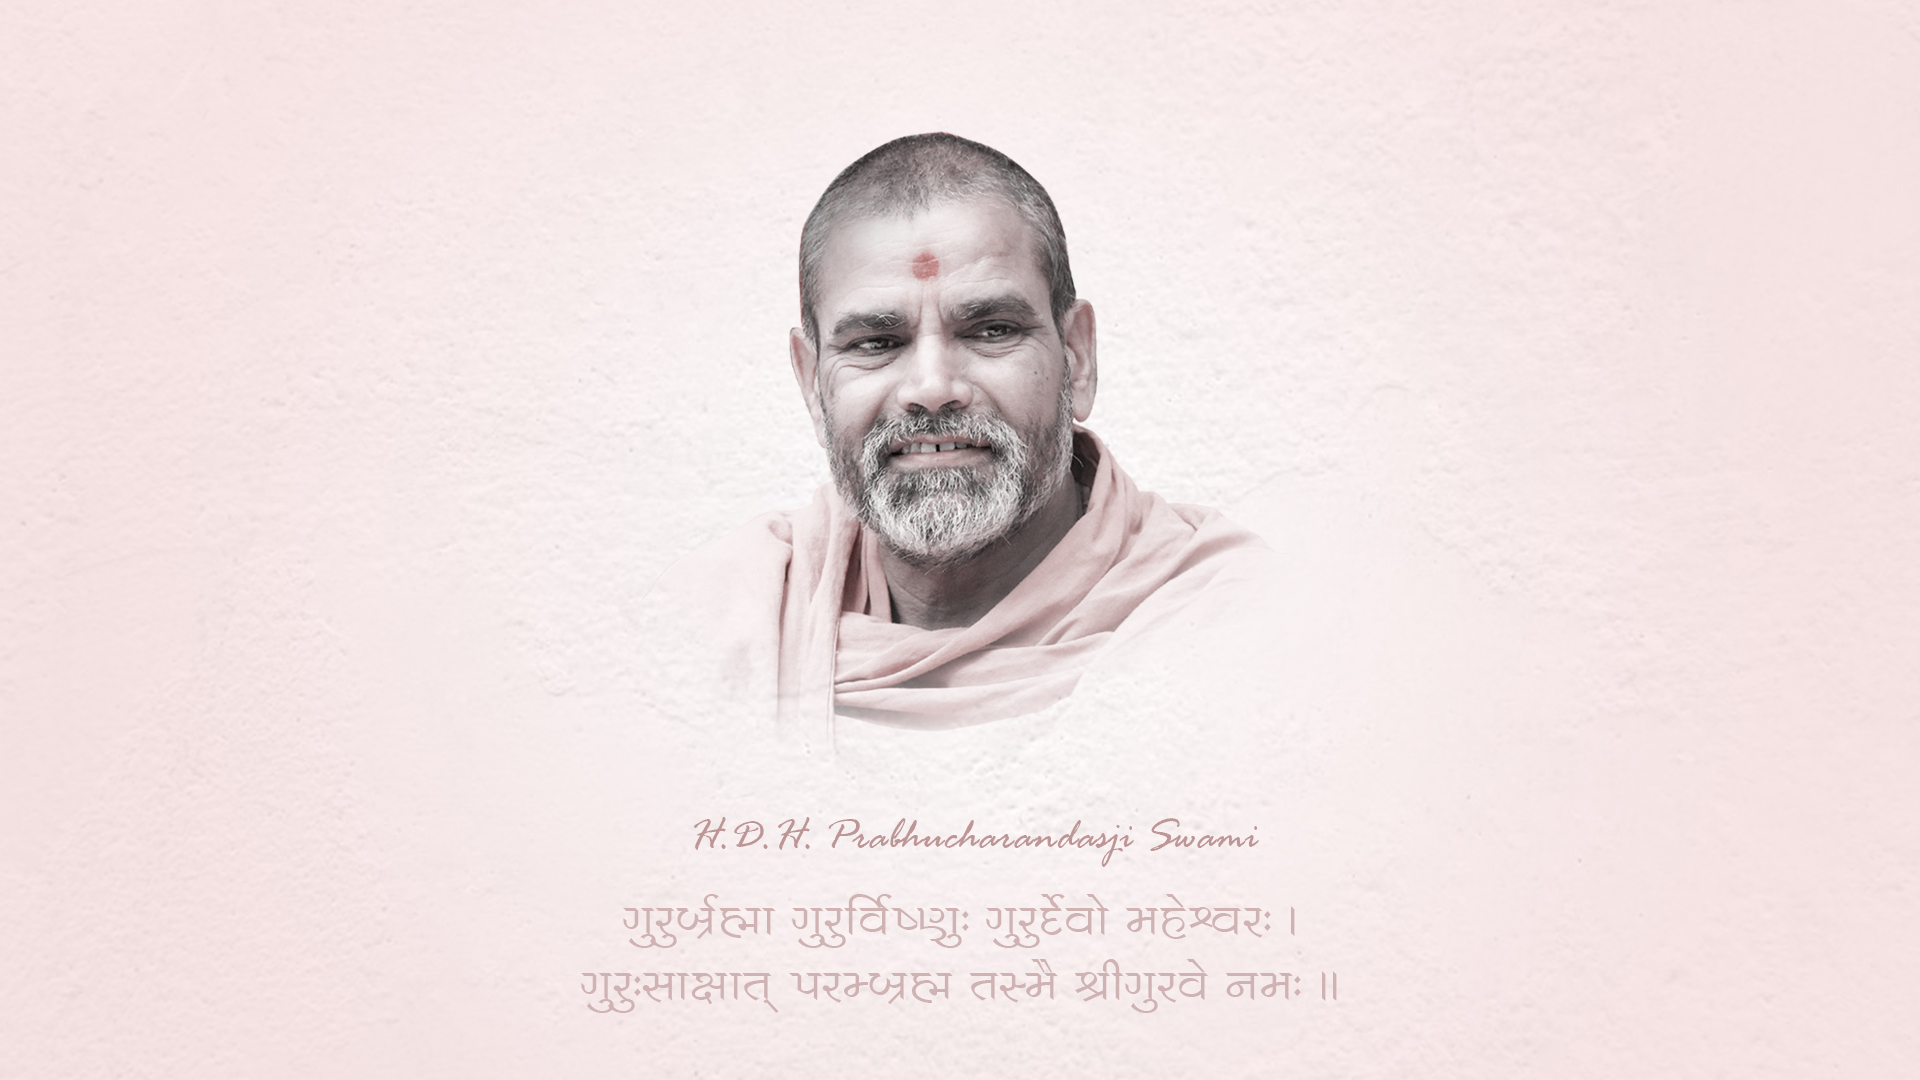 H.D.H. Prabhucharandasji Swami
गुरुर्ब्रह्मा गुरुर्विष्णुः गुरुर्देवो महेश्वरः ।
गुरुःसाक्षात् परम्ब्रह्म तस्मै श्रीगुरवे नमः ॥